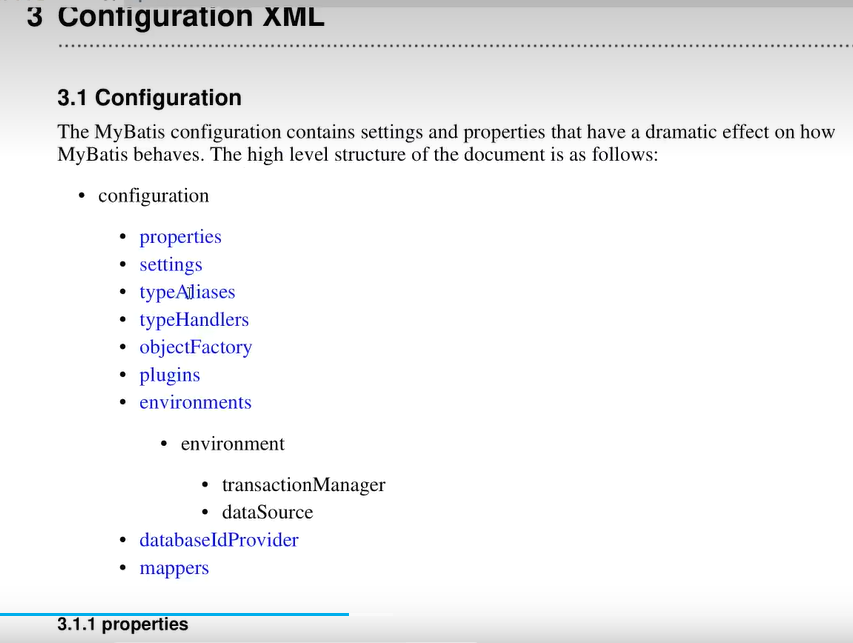 3 Configuration XML
3.1 Configuration
The MyBatis configuration contains settings and properties that have a dramatic effect on how
MyBatis behaves. The high level structure of the document is as follows:
• configuration
• properties
• settings
• typeAliases
• typeHandlers
• objectFactory
• plugins
• environments
• environment
• transactionManager
• dataSource
• databaseIdProvider
• mappers
3.1.1 properties